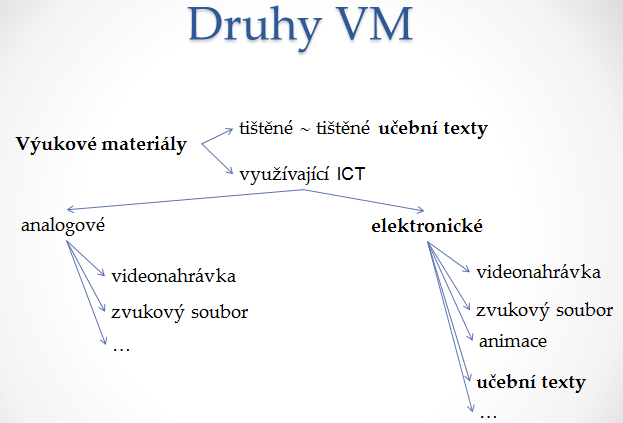 Druhy VM
Výukové materiály
tištěné ~ tištěné učební texty
využívající ICT
analogové
videonahrávka
zvukový soubor
...
elektronické
videonahrávka
zvukový soubor
animace
učební texty
...